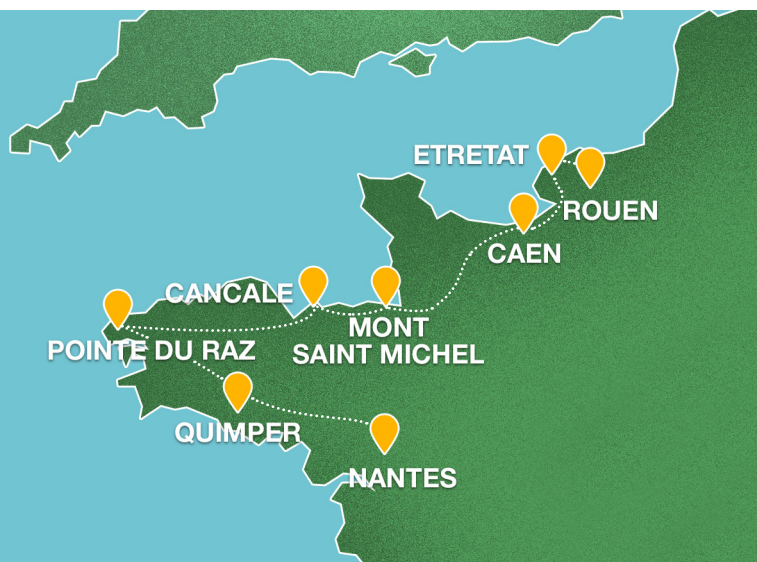 ETRETAT
ROUEN
CAEN
CANCALE
MONT
SAINT MICHEL
POINTE DU RAZ
QUIMPER
NANTES